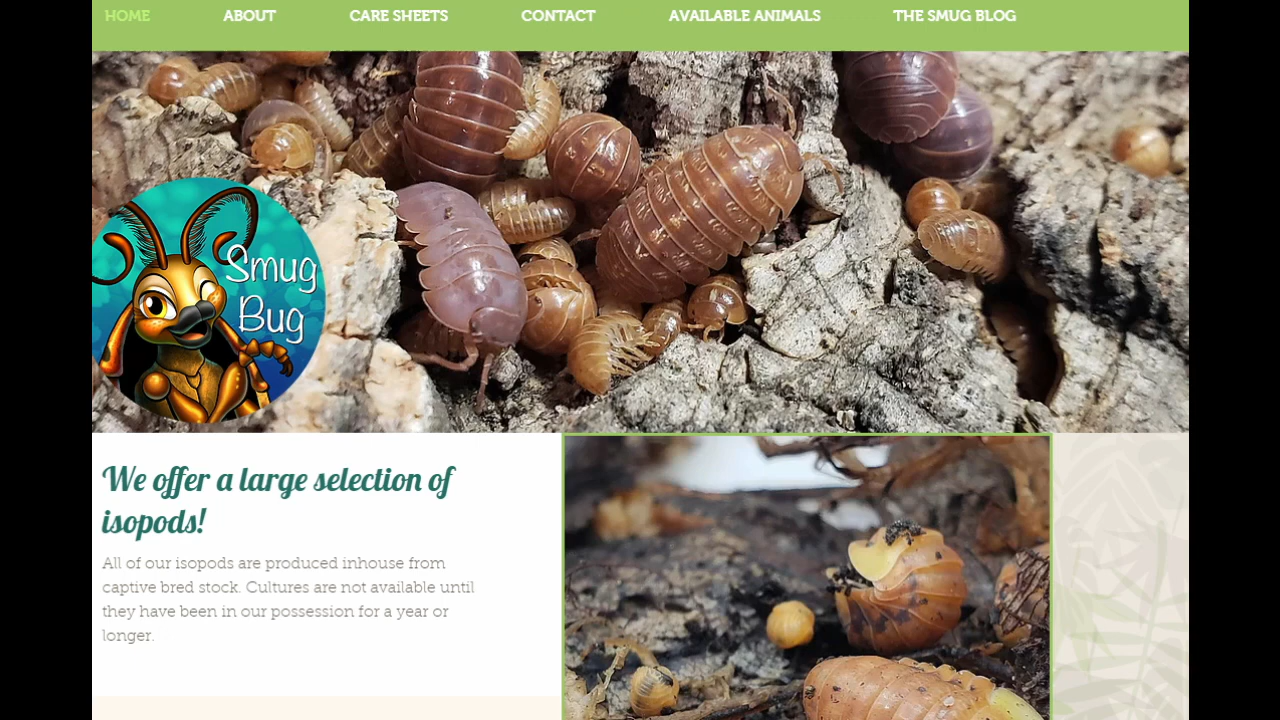 HOME ABOUT CARE SHEETS CONTACT AVAILABLE ANIMALS THE SMUG BLOG
Smug
Bug
We offer a large selection of
isopods!
All of our isopods are produced inhouse from
captive bred stock. Cultures are not available until
they have been in our possession for a year or
longer.